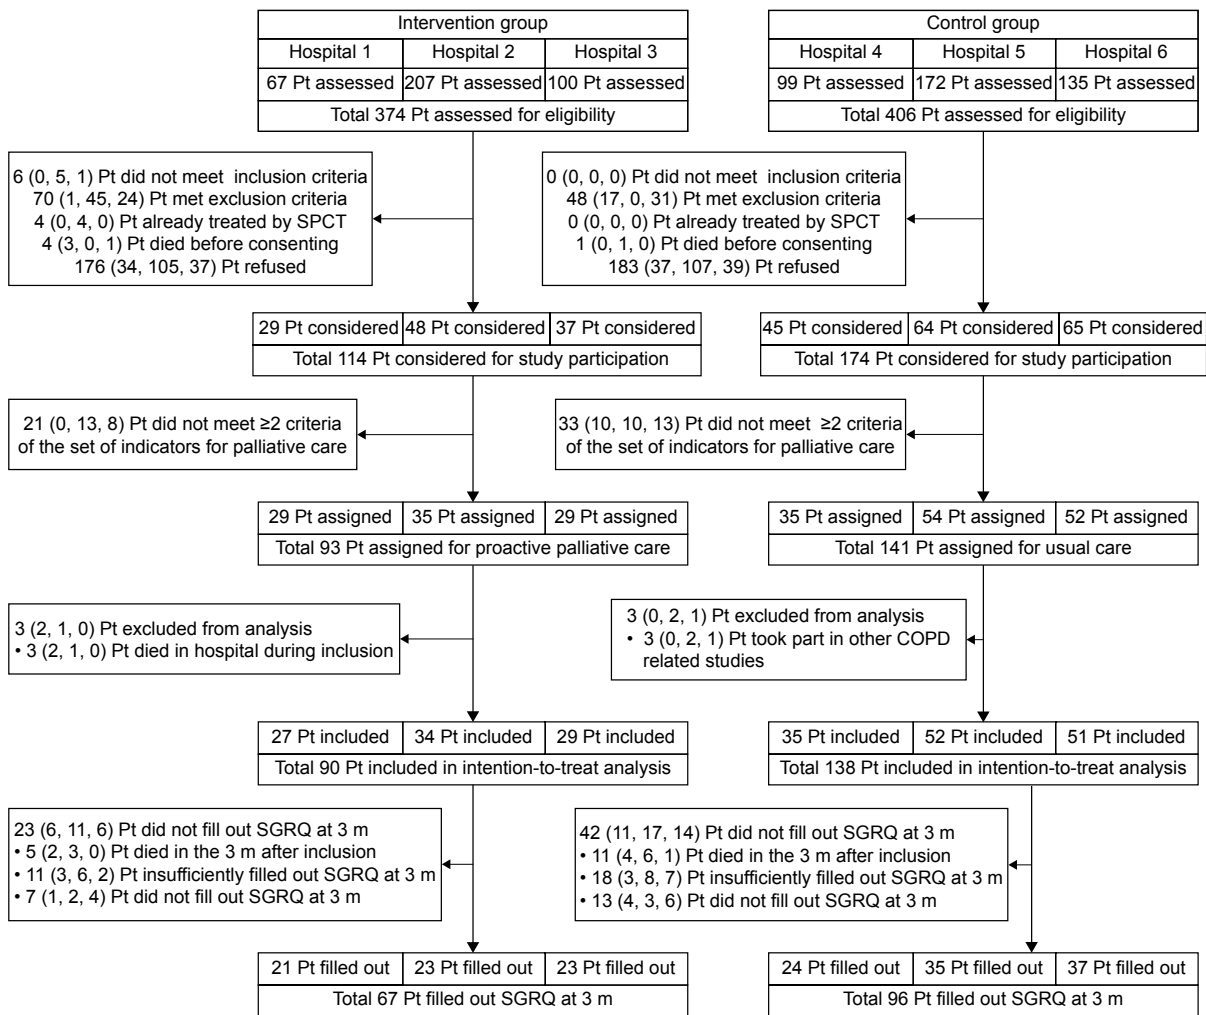 Intervention group
Hospital 1 Hospital 2 Hospital 3
67 Pt assessed 207 Pt assessed 100 Pt assessed
Total 374 Pt assessed for eligibility
Control group
Hospital 4 Hospital 5 Hospital 6
99 Pt assessed 172 Pt assessed 135 Pt assessed
Total 406 Pt assessed for eligibility
6 (0, 5, 1) Pt did not meet inclusion criteria
70 (1, 45, 24) Pt met exclusion criteria
4 (0, 4, 0) Pt already treated by SPCT
4 (3, 0, 1) Pt died before consenting
176 (34, 105, 37) Pt refused
0 (0, 0, 0) Pt did not meet inclusion criteria
48 (17, 0, 31) Pt met exclusion criteria
0 (0, 0, 0) Pt already treated by SPCT
1 (0, 1, 0) Pt died before consenting
183 (37, 107, 39) Pt refused
29 Pt considered 48 Pt considered 37 Pt considered
Total 114 Pt considered for study participation
45 Pt considered 64 Pt considered 65 Pt considered
Total 174 Pt considered for study participation
21 (0, 13, 8) Pt did not meet ≥2 criteria
of the set of indicators for palliative care
33 (10, 10, 13) Pt did not meet ≥2 criteria
of the set of indicators for palliative care
29 Pt assigned 35 Pt assigned 29 Pt assigned
Total 93 Pt assigned for proactive palliative care
35 Pt assigned 54 Pt assigned 52 Pt assigned
Total 141 Pt assigned for usual care
3 (2, 1, 0) Pt excluded from analysis
• 3 (2, 1, 0) Pt died in hospital during inclusion
3 (0, 2, 1) Pt excluded from analysis
• 3 (0, 2, 1) Pt took part in other COPD
related studies
27 Pt included 34 Pt included 29 Pt included
Total 90 Pt included in intention-to-treat analysis
35 Pt included 52 Pt included 51 Pt included
Total 138 Pt included in intention-to-treat analysis
23 (6, 11, 6) Pt did not fill out SGRQ at 3 m
• 5 (2, 3, 0) Pt died in the 3 m after inclusion
• 11 (3, 6, 2) Pt insufficiently filled out SGRQ at 3 m
• 7 (1, 2, 4) Pt did not fill out SGRQ at 3 m
42 (11, 17, 14) Pt did not fill out SGRQ at 3 m
• 11 (4, 6, 1) Pt died in the 3 m after inclusion
• 18 (3, 8, 7) Pt insufficiently filled out SGRQ at 3 m
• 13 (4, 3, 6) Pt did not fill out SGRQ at 3 m
21 Pt filled out 23 Pt filled out 23 Pt filled out
Total 67 Pt filled out SGRQ at 3 m
24 Pt filled out 35 Pt filled out 37 Pt filled out
Total 96 Pt filled out SGRQ at 3 m